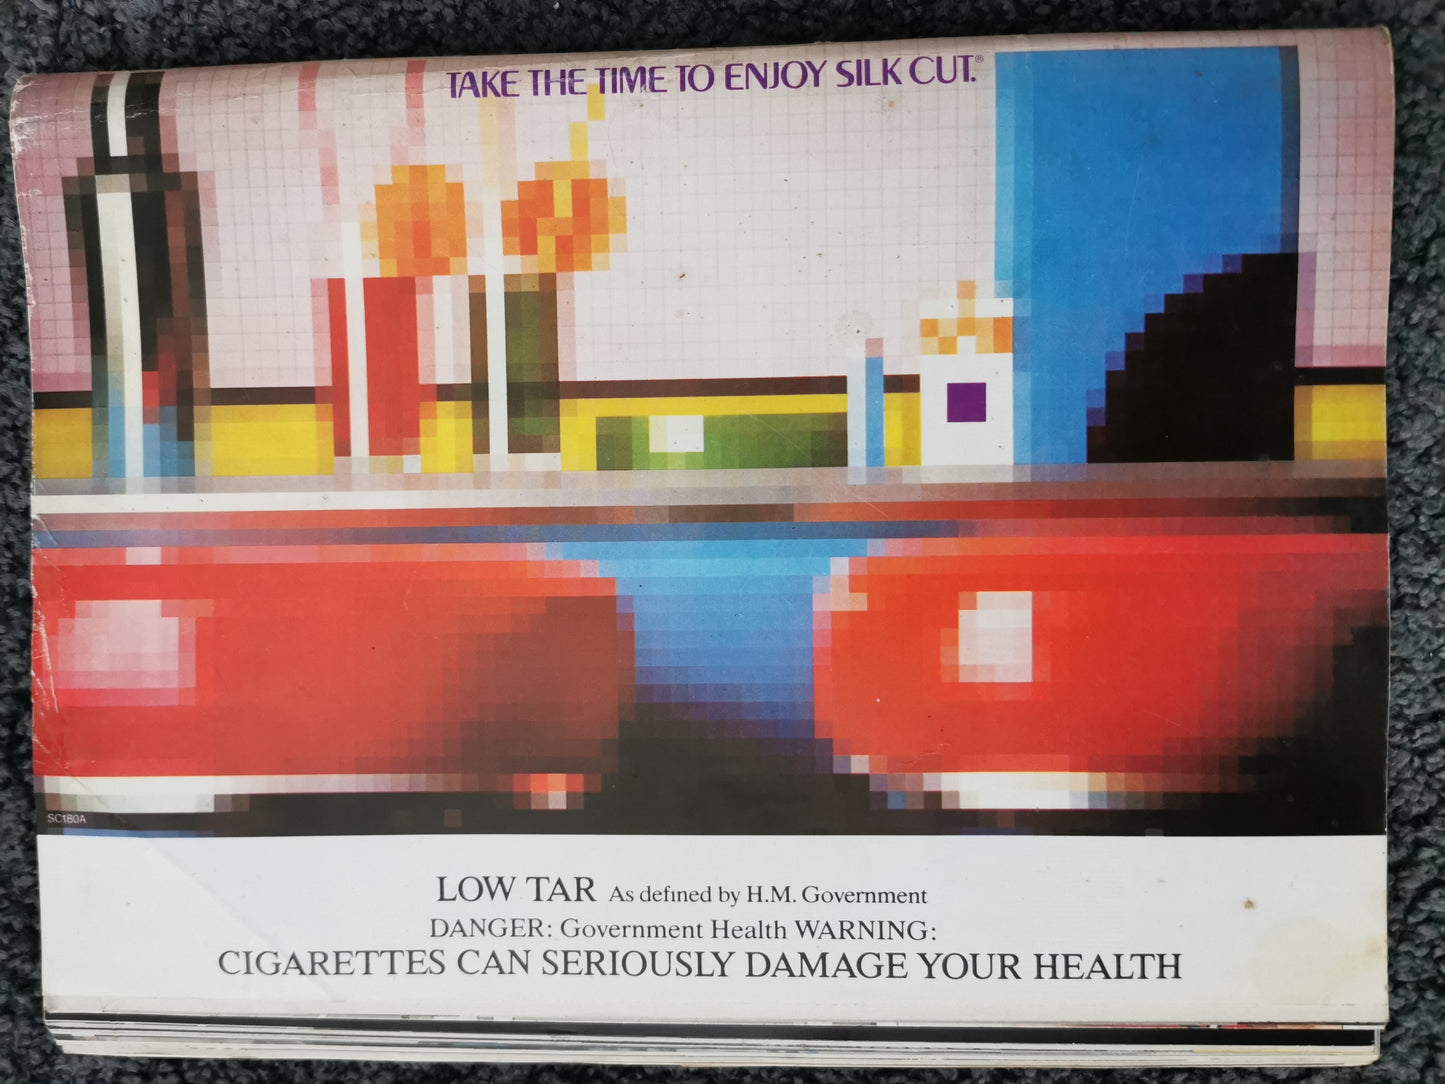 TAKE THE TIME TO ENJOY SILK CUT.®
SC180A
LOW TAR As defined by H.M. Government
DANGER: Government Health WARNING:
CIGARETTES CAN SERIOUSLY DAMAGE YOUR HEALTH